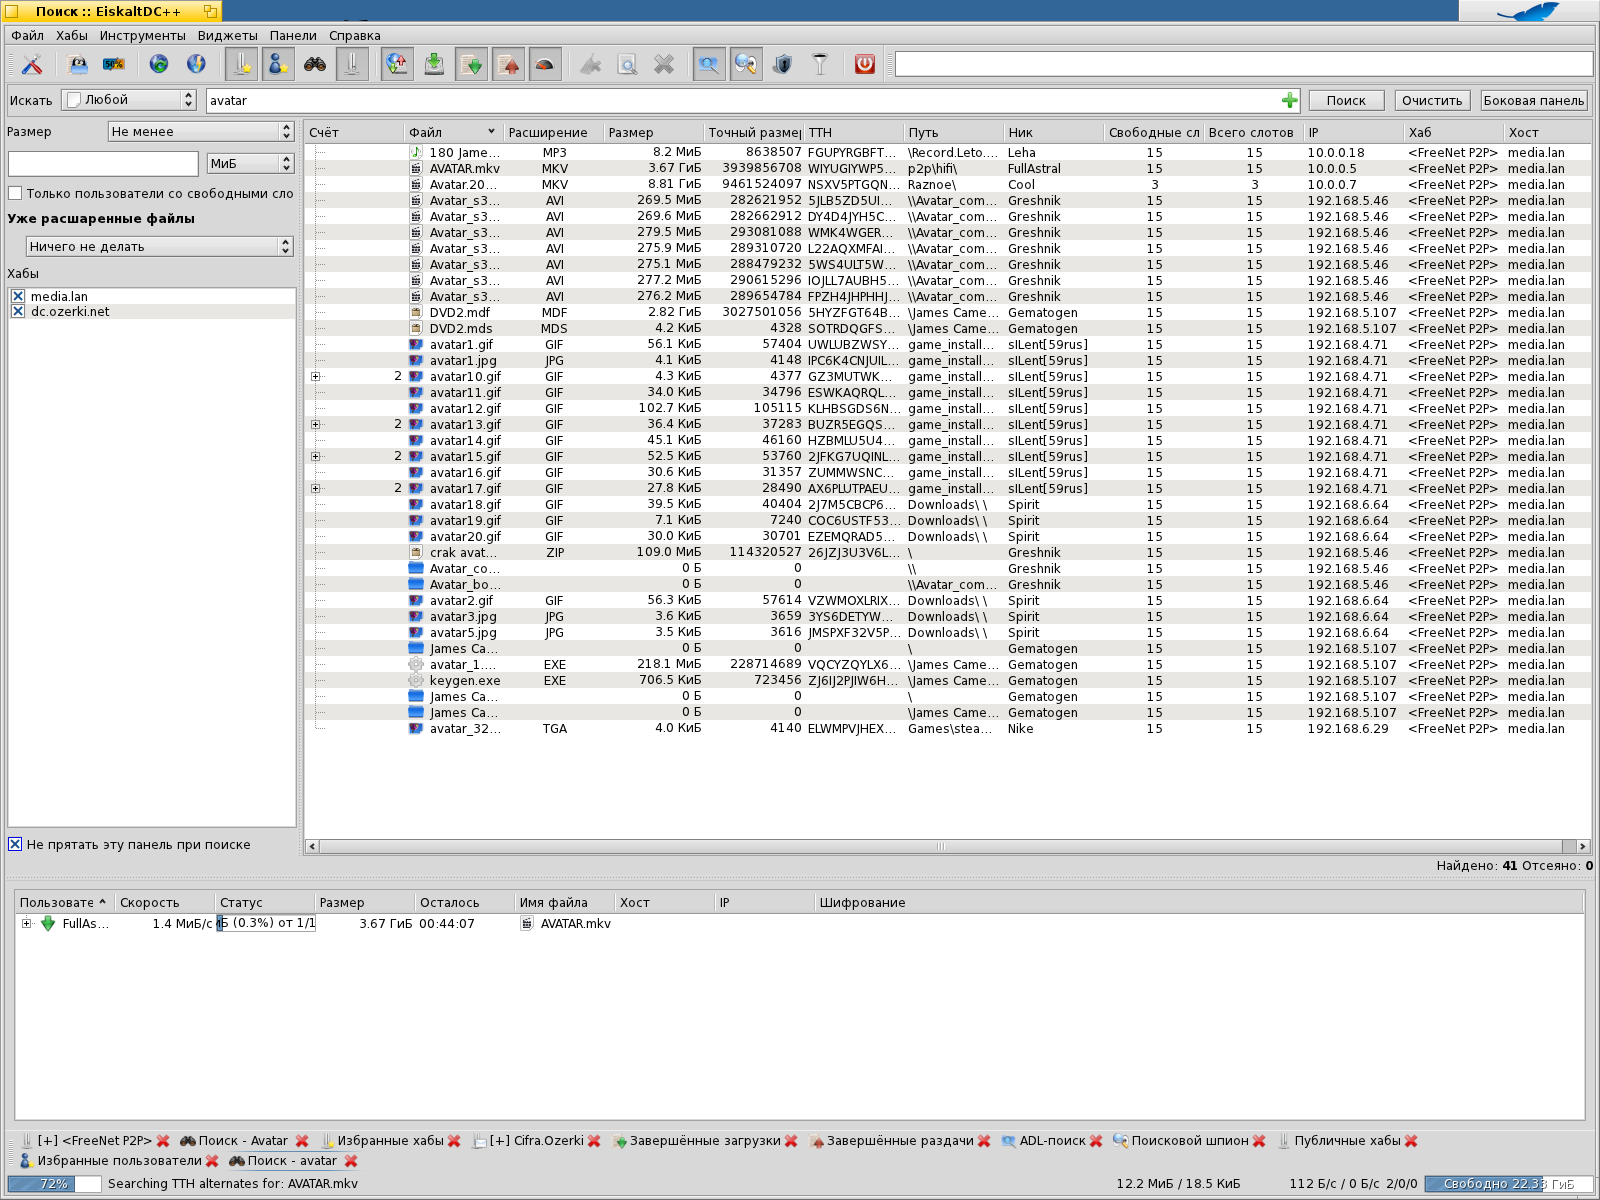 Поиск :: EiskaltDC++
Файл Хабы Инструменты Виджеты Панели Справка
Искать Любой avatar Поиск Очистить Боковая панель
Размер Не менее
МиБ
Только пользователи со свободными сло
Уже расшаренные файлы
Ничего не делать
Хабы
media.lan
dc.ozerki.net
Не прятать эту панель при поиске
Счёт Файл Расширение Размер Точный размер TTH Путь Ник Свободные сл Всего слотов IP Хаб Хост
180 Jame... MP3 8.2 МиБ 8638507 FGUPYRGBFT... \Record.Leto.... Leha 15 15 10.0.0.18 <FreeNet P2P> media.lan
AVATAR.mkv MKV 3.67 ГиБ 3939856708 WIYUGIYWP5... p2p\hifi\ FullAstral 15 15 10.0.0.5 <FreeNet P2P> media.lan
Avatar.20... MKV 8.81 ГиБ 9461524097 NSXV5PTGQN... Raznoe\ Cool 3 3 10.0.0.7 <FreeNet P2P> media.lan
Avatar_s3... AVI 269.5 МиБ 282621952 5JLB5ZD5UI... \\Avatar_com... Greshnik 15 15 192.168.5.46 <FreeNet P2P> media.lan
Avatar_s3... AVI 269.6 МиБ 282662912 DY4D4JYH5C... \\Avatar_com... Greshnik 15 15 192.168.5.46 <FreeNet P2P> media.lan
Avatar_s3... AVI 279.5 МиБ 293081088 WMK4WGER... \\Avatar_com... Greshnik 15 15 192.168.5.46 <FreeNet P2P> media.lan
Avatar_s3... AVI 275.9 МиБ 289310720 L22AQXMFAI... \\Avatar_com... Greshnik 15 15 192.168.5.46 <FreeNet P2P> media.lan
Avatar_s3... AVI 275.1 МиБ 288479232 5WS4ULT5W... \\Avatar_com... Greshnik 15 15 192.168.5.46 <FreeNet P2P> media.lan
Avatar_s3... AVI 277.2 МиБ 290615296 IOJLL7AUBH5... \\Avatar_com... Greshnik 15 15 192.168.5.46 <FreeNet P2P> media.lan
Avatar_s3... AVI 276.2 МиБ 289654784 FPZH4JHPHHJ... \\Avatar_com... Greshnik 15 15 192.168.5.46 <FreeNet P2P> media.lan
DVD2.mdf MDF 2.82 ГиБ 3027501056 5HYZFGT64B... \James Came... Gematogen 15 15 192.168.5.107 <FreeNet P2P> media.lan
DVD2.mds MDS 4.2 КиБ 4328 SOTRDQGFS... \James Came... Gematogen 15 15 192.168.5.107 <FreeNet P2P> media.lan
avatar1.gif GIF 56.1 КиБ 57404 UWLUBZWSY... game_install... sILent[59rus] 15 15 192.168.4.71 <FreeNet P2P> media.lan
avatar1.jpg JPG 4.1 КиБ 4148 IPC6K4CNJUIL... game_install... sILent[59rus] 15 15 192.168.4.71 <FreeNet P2P> media.lan
2 avatar10.gif GIF 4.3 КиБ 4377 GZ3MUTWK... game_install... sILent[59rus] 15 15 192.168.4.71 <FreeNet P2P> media.lan
avatar11.gif GIF 34.0 КиБ 34796 ESWKAQRQL... game_install... sILent[59rus] 15 15 192.168.4.71 <FreeNet P2P> media.lan
avatar12.gif GIF 102.7 КиБ 105115 KLHBSGDS6N... game_install... sILent[59rus] 15 15 192.168.4.71 <FreeNet P2P> media.lan
2 avatar13.gif GIF 36.4 КиБ 37283 BUZR5EGQS... game_install... sILent[59rus] 15 15 192.168.4.71 <FreeNet P2P> media.lan
avatar14.gif GIF 45.1 КиБ 46160 HZBMLU5U4... game_install... sILent[59rus] 15 15 192.168.4.71 <FreeNet P2P> media.lan
2 avatar15.gif GIF 52.5 КиБ 53760 2JFKG7UQINL... game_install... sILent[59rus] 15 15 192.168.4.71 <FreeNet P2P> media.lan
avatar16.gif GIF 30.6 КиБ 31357 ZUMMWSNC... game_install... sILent[59rus] 15 15 192.168.4.71 <FreeNet P2P> media.lan
2 avatar17.gif GIF 27.8 КиБ 28490 AX6PLUTPAEU... game_install... sILent[59rus] 15 15 192.168.4.71 <FreeNet P2P> media.lan
avatar18.gif GIF 39.5 КиБ 40404 2J7M5CBCP6... Downloads\ \ Spirit 15 15 192.168.6.64 <FreeNet P2P> media.lan
avatar19.gif GIF 7.1 КиБ 7240 COC6USTF53... Downloads\ \ Spirit 15 15 192.168.6.64 <FreeNet P2P> media.lan
avatar20.gif GIF 30.0 КиБ 30701 EZEMQRAD5... Downloads\ \ Spirit 15 15 192.168.6.64 <FreeNet P2P> media.lan
crak avat... ZIP 109.0 МиБ 114320527 26JZJ3U3V6L... \ Greshnik 15 15 192.168.5.46 <FreeNet P2P> media.lan
Avatar_co... 0 Б 0 \\ Greshnik 15 15 192.168.5.46 <FreeNet P2P> media.lan
Avatar_bo... 0 Б 0 \\Avatar_com... Greshnik 15 15 192.168.5.46 <FreeNet P2P> media.lan
avatar2.gif GIF 56.3 КиБ 57614 VZWMOXLRIX... Downloads\ \ Spirit 15 15 192.168.6.64 <FreeNet P2P> media.lan
avatar3.jpg JPG 3.6 КиБ 3659 3YS6DETYW... Downloads\ \ Spirit 15 15 192.168.6.64 <FreeNet P2P> media.lan
avatar5.jpg JPG 3.5 КиБ 3616 JMSPXF32V5P... Downloads\ \ Spirit 15 15 192.168.6.64 <FreeNet P2P> media.lan
James Ca... 0 Б 0 \ Gematogen 15 15 192.168.5.107 <FreeNet P2P> media.lan
avatar_1.... EXE 218.1 МиБ 228714689 VQCYZQYLX6... \James Came... Gematogen 15 15 192.168.5.107 <FreeNet P2P> media.lan
keygen.exe EXE 706.5 КиБ 723456 ZJ6IJ2PJIW6H... \James Came... Gematogen 15 15 192.168.5.107 <FreeNet P2P> media.lan
James Ca... 0 Б 0 \ Gematogen 15 15 192.168.5.107 <FreeNet P2P> media.lan
James Ca... 0 Б 0 \James Came... Gematogen 15 15 192.168.5.107 <FreeNet P2P> media.lan
avatar_32... TGA 4.0 КиБ 4140 ELWMPVJHEX... Games\stea... Nike 15 15 192.168.6.29 <FreeNet P2P> media.lan
Найдено: 41 Отсеяно: 0
Пользовате Скорость Статус Размер Осталось Имя файла Хост IP Шифрование
FullAs... 1.4 МиБ/с иБ (0.3%) от 1/1 3.67 ГиБ 00:44:07 AVATAR.mkv
[+] <FreeNet P2P> Поиск - Avatar Избранные хабы [+] Cifra.Ozerki Завершённые загрузки Завершённые раздачи ADL-поиск Поисковой шпион Публичные хабы
Избранные пользователи Поиск - avatar
72% Searching TTH alternates for: AVATAR.mkv 12.2 МиБ / 18.5 КиБ 112 Б/с / 0 Б/с 2/0/0 Свободно 22.33 ГиБ